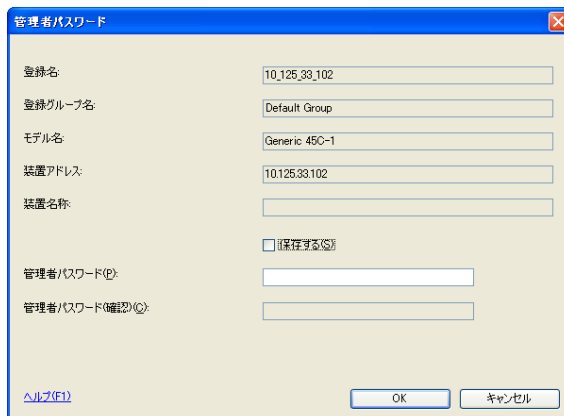 管理者パスワード
登録名: 10_125_33_102
登録グループ名: Default Group
モデル名: Generic 45C-1
装置アドレス: 10.125.33.102
装置名称:
保存する(S)
管理者パスワード(P):
管理者パスワード(確認)(C):
ヘルプ(F1) OK キャンセル